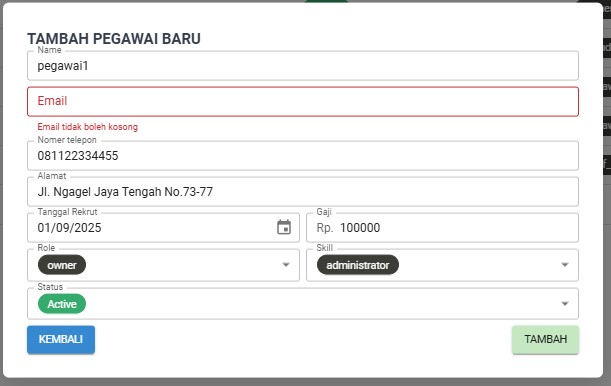 TAMBAH PEGAWAI BARU
Name
pegawai1
Email
Email tidak boleh kosong
Nomer telepon
081122334455
Alamat
Jl. Ngagel Jaya Tengah No.73-77
Tanggal Rekrut
01/09/2025
Gaji
Rp. 100000
Role
owner
Skill
administrator
Status
Active
KEMBALI
TAMBAH